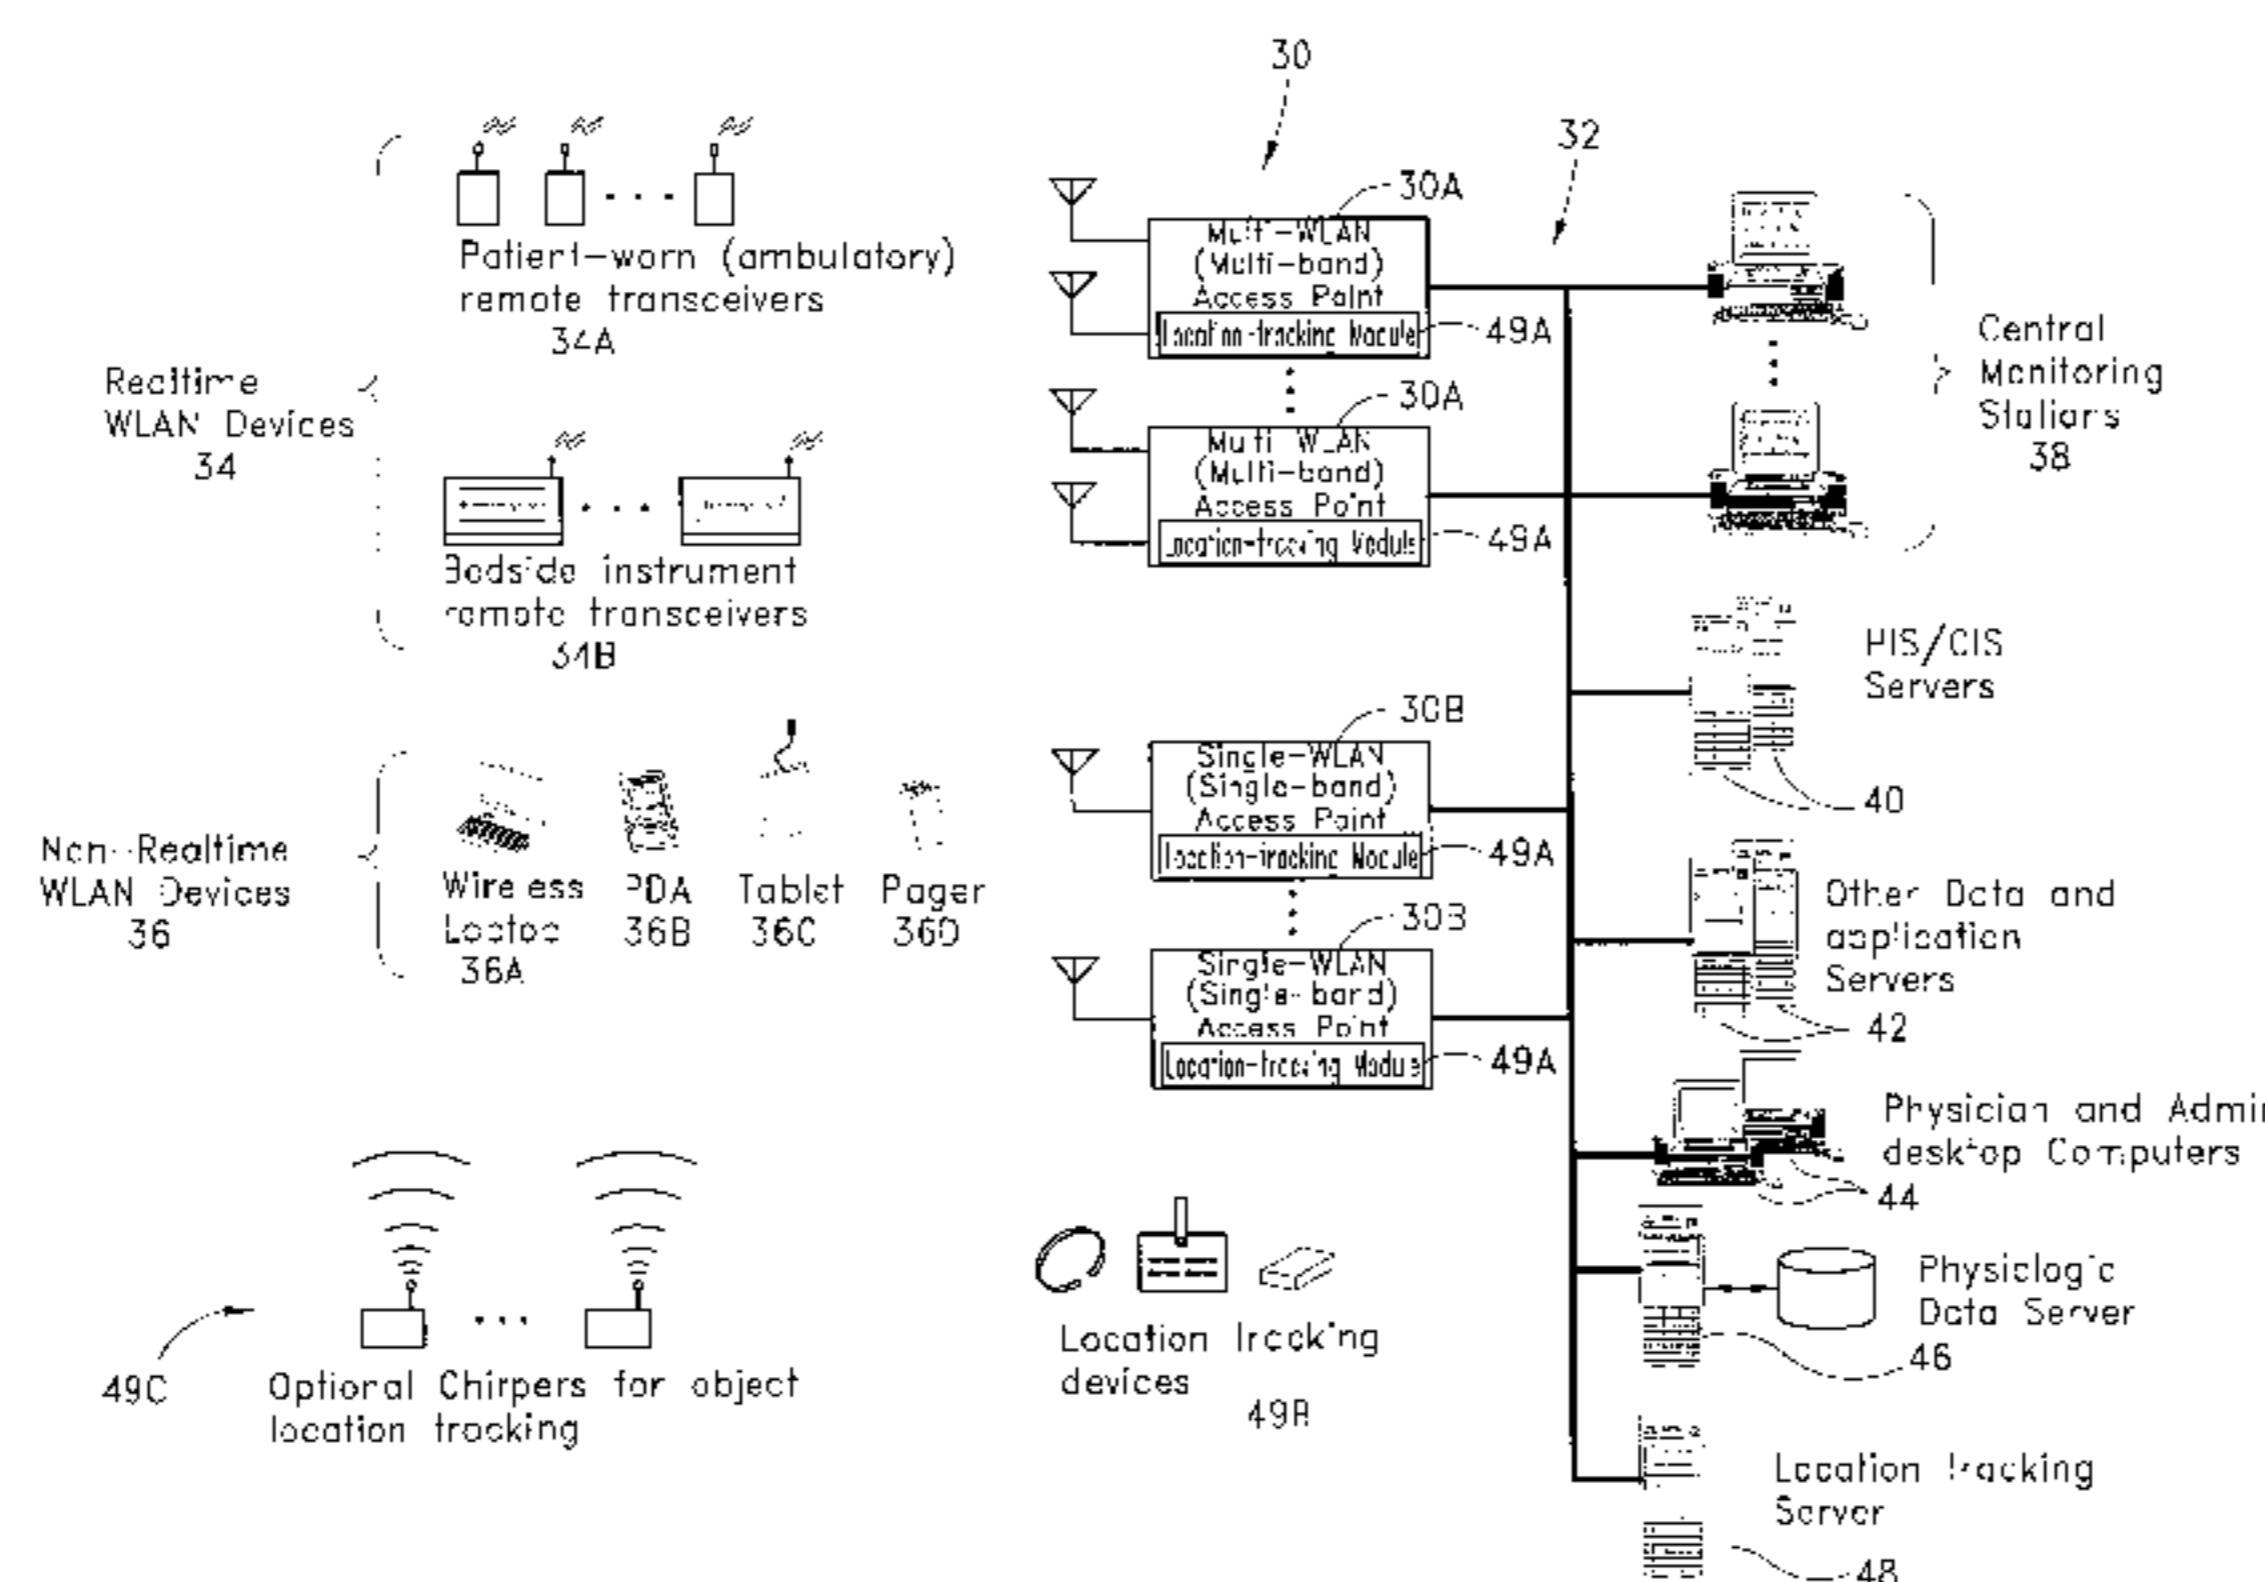 30
32
Patient-worn (ambulatory)
remote transceivers
34A
Realtime
WLAN Devices
34
Bedside instrument
remote transceivers
34B
Non-Realtime
WLAN Devices
36
Wireless
Laptop
36A
PDA
36B
Tablet
36C
Pager
36D
49C
Optional Chirpers for object
location tracking
30A
Multi-WLAN
(Multi-band)
Access Point
Location-tracking Module
49A
30A
Multi WLAN
(Multi-band)
Access Point
Location-tracking Module
49A
30B
Single-WLAN
(Single-band)
Access Point
Location-tracking Module
49A
30B
Single-WLAN
(Single-band)
Access Point
Location-tracking Module
49A
Location tracking
devices
49B
Central
Monitoring
Stations
38
HIS/CIS
Servers
40
Other Data and
application
Servers
42
Physician and Admin
desktop Computers
44
Physiologic
Data Server
46
Location tracking
Server
48